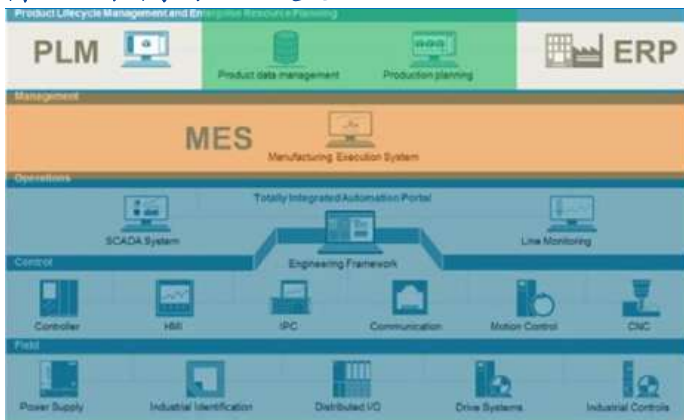 Product Lifecycle Management and Enterprise Resource Planning
PLM
ERP
Product data management
Production planning
Management
MES
Manufacturing Execution System
Operations
Totally Integrated Automation Portal
SCADA System
Line Monitoring
Engineering Framework
Control
Controller
HMI
IPC
Communication
Motion Control
CNC
Field
Power Supply
Industrial Identification
Distributed I/O
Drive Systems
Industrial Controls